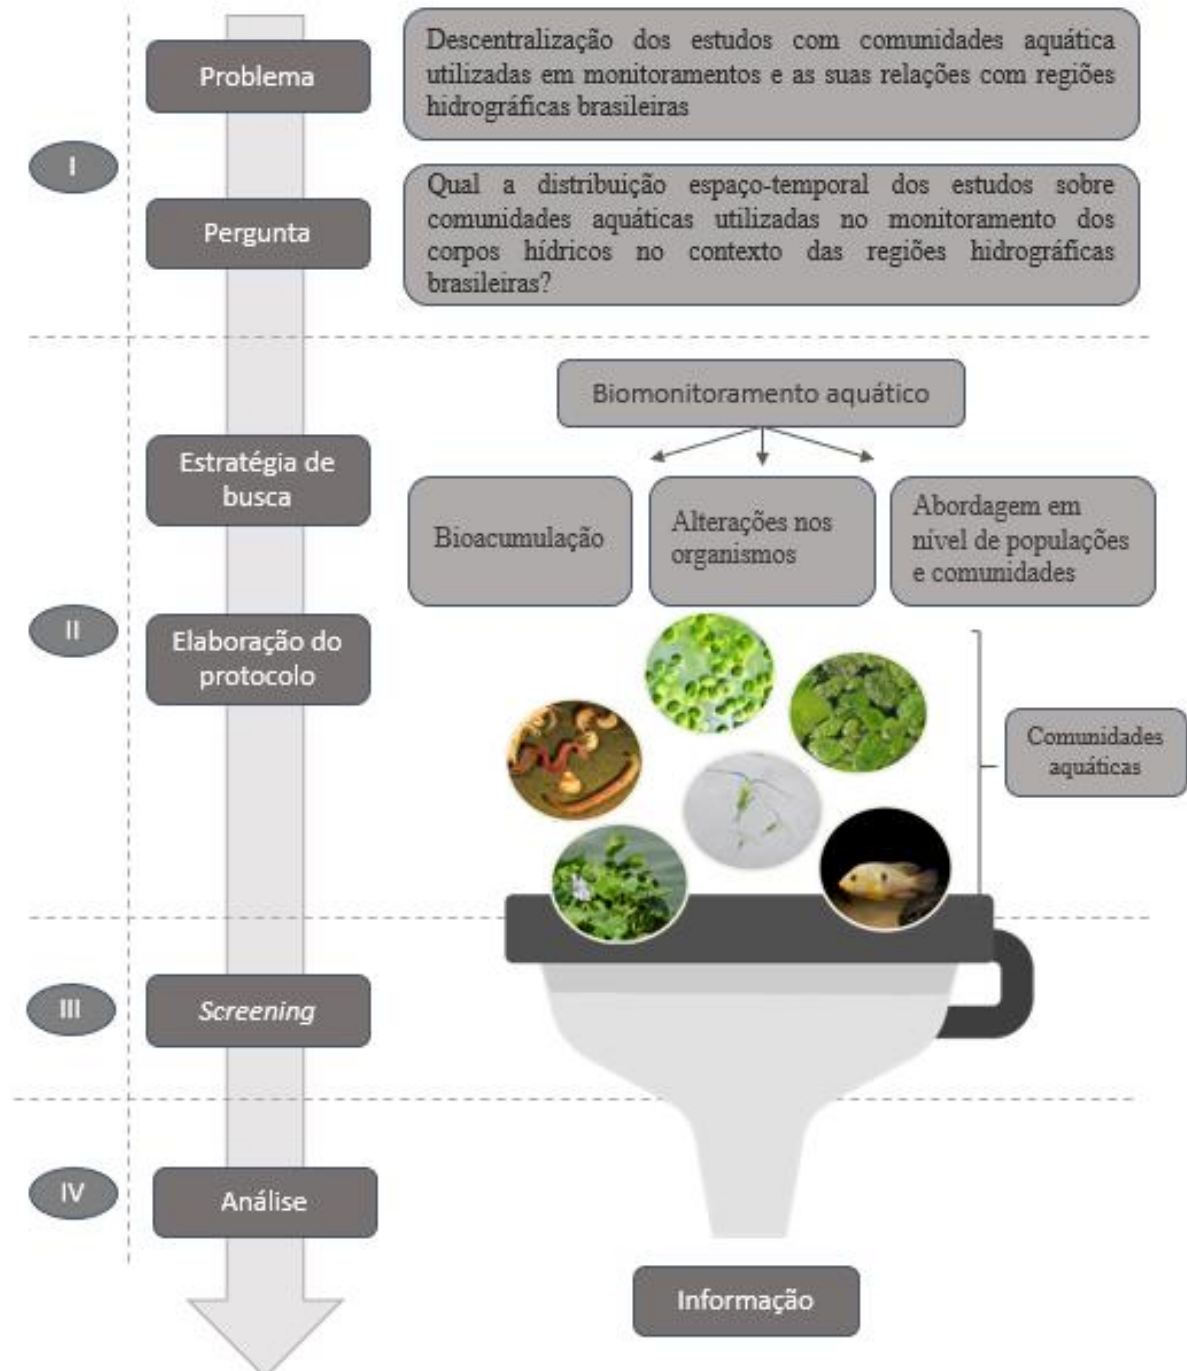 Problema
Descentralização dos estudos com comunidades aquática
utilizadas em monitoramentos e as suas relações com regiões
hidrográficas brasileiras
I
Pergunta
Qual a distribuição espaço-temporal dos estudos sobre
comunidades aquáticas utilizadas no monitoramento dos
corpos hídricos no contexto das regiões hidrográficas
brasileiras?
Biomonitoramento aquático
Estratégia de
busca
Bioacumulação
Alterações nos
organismos
Abordagem em
nível de populações
e comunidades
II
Elaboração do
protocolo
Comunidades
aquáticas
III
Screening
IV
Análise
Informação